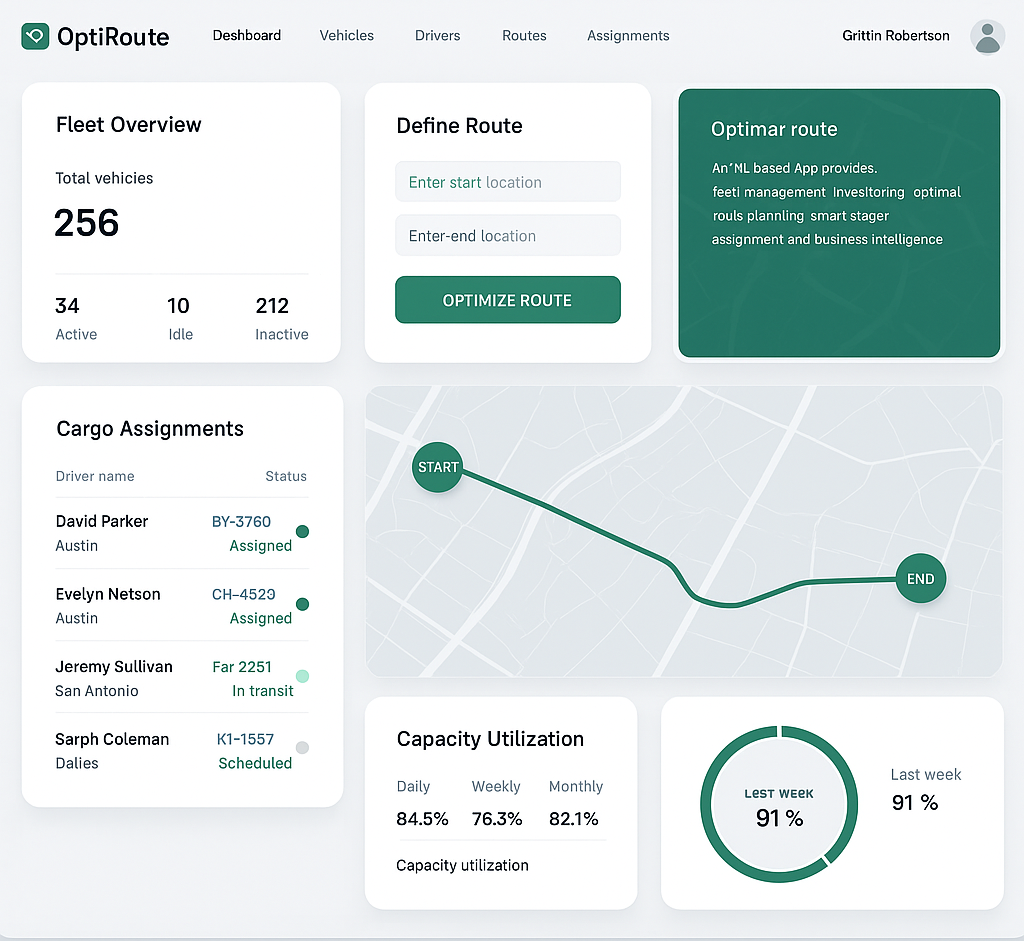 OptiRoute
Dashboard
Vehicles
Drivers
Routes
Assignments
Grittin Robertson
Fleet Overview
Total vehicies
256
34
10
212
Active
Idle
Inactive
Define Route
Enter start location
Enter-end location
OPTIMIZE ROUTE
Optimar route
An´ML based App provides.
feeti management Invesltoring optimal
rouls plannling smart stager
assignment and business intelligence
Cargo Assignments
Driver name
Status
David Parker
BY-3760
Austin
Assigned
Evelyn Netson
CH-4529
Austin
Assigned
Jeremy Sullivan
Far 2251
San Antonio
In transit
Sarph Coleman
K1-1557
Dalies
Scheduled
START
END
Capacity Utilization
Daily
Weekly
Monthly
84.5%
76.3%
82.1%
Capacity utilization
LEST WEEK
91 %
Last week
91 %